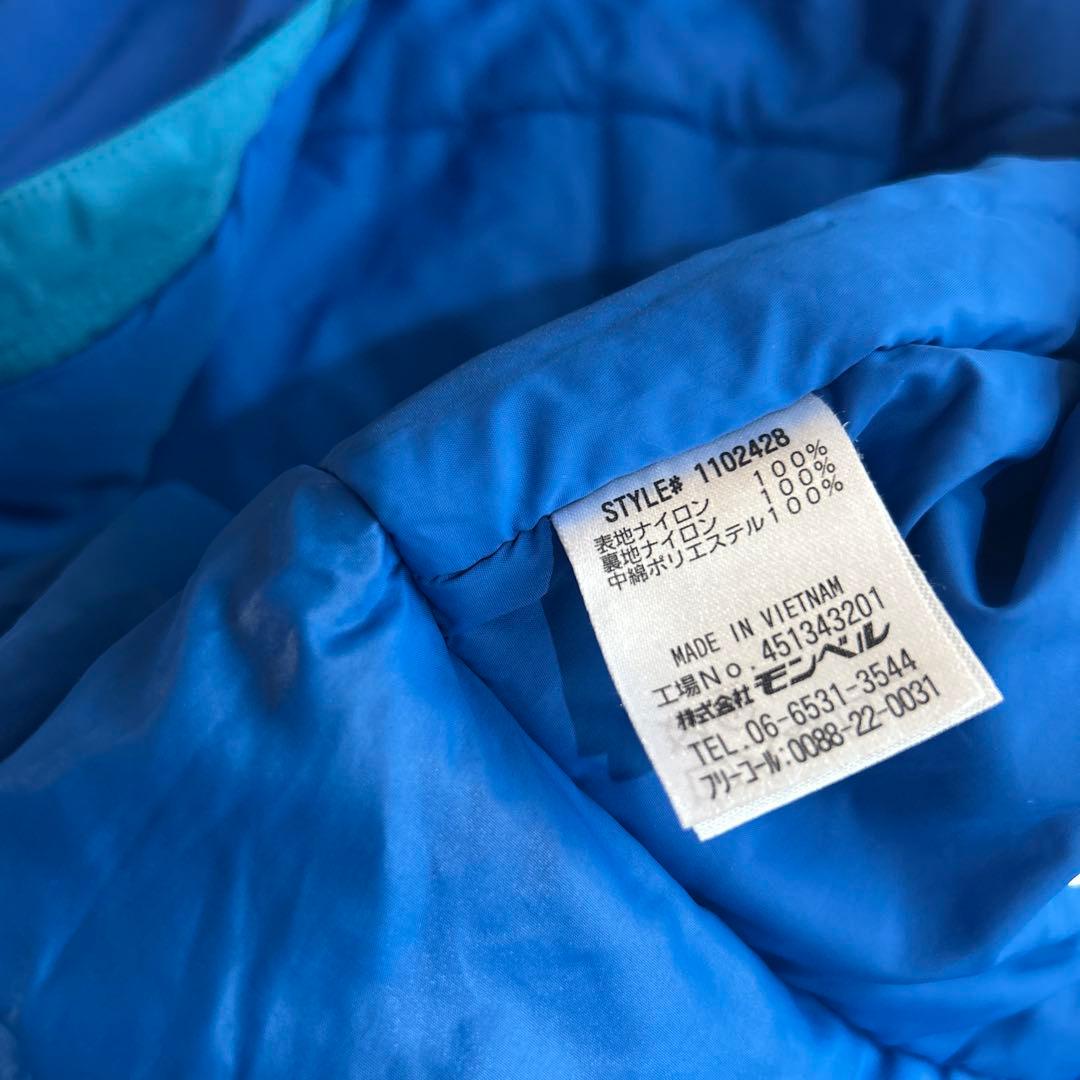 STYLE# 1102428
表地ナイロン 100%
裏地ナイロン 100%
中綿ポリエステル100%
MADE IN VIETNAM
工場No.451343201
株式会社 モンベル
TEL.06-6531-3544
フリーコール:0088-22-0031